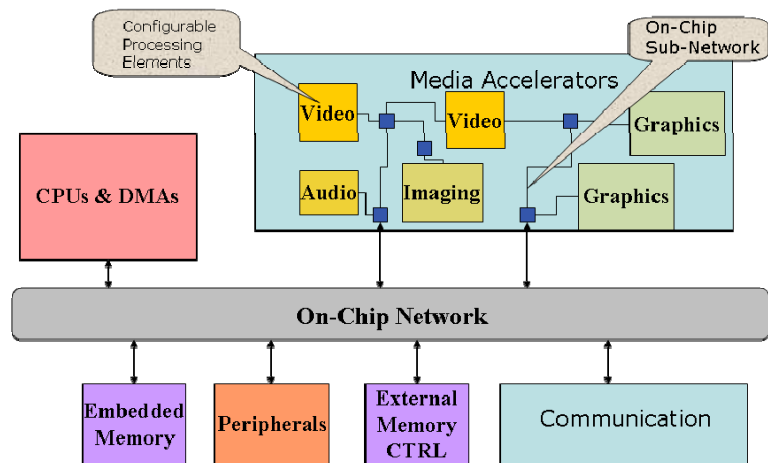 Configurable
Processing
Elements
On-Chip
Sub-Network
Media Accelerators
Video
Video
Graphics
Audio
Imaging
Graphics
CPUs & DMAs
On-Chip Network
Embedded
Memory
Peripherals
External
Memory
CTRL
Communication